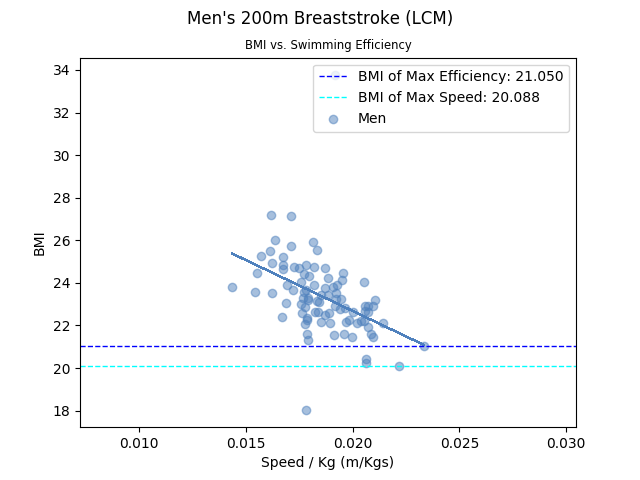 Men's 200m Breaststroke (LCM)
BMI vs. Swimming Efficiency
BMI of Max Efficiency: 21.050
BMI of Max Speed: 20.088
Men
34
32
30
28
26
24
22
20
18
BMI
0.010
0.015
0.020
0.025
0.030
Speed / Kg (m/Kgs)